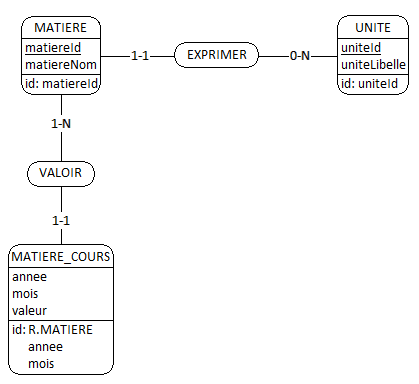 MATIERE
matiereId
matiereNom
id: matiereId
1-1
EXPRIMER
0-N
UNITE
uniteId
uniteLibelle
id: uniteId
1-N
VALOIR
1-1
MATIERE_COURS
annee
mois
valeur
id: R.MATIERE
annee
mois